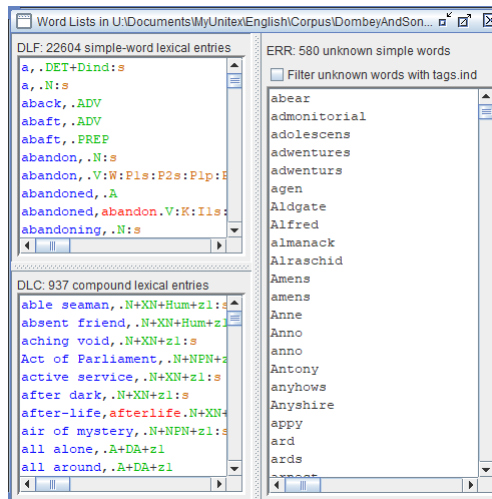 Word Lists in U:\Documents\MyUnitex\English\Corpus\DombeyAndSon...
DLF: 22604 simple-word lexical entries
a,.DET+Dind:s
a,.N:s
aback,.ADV
abaft,.ADV
abaft,.PREP
abandon,.N:s
abandon,.V:W:P1s:P2s:P1p:
abandoned,.A
abandoned,abandon.V:K:I1s:
abandoning,.N:s
DLC: 937 compound lexical entries
able seaman,.N+XN+Hum+z1:s
absent friend,.N+XN+Hum+z1:
aching void,.N+XN+z1:s
Act of Parliament,.N+NPN+z
active service,.N+XN+z1:s
after dark,.N+XN+z1:s
after-life,afterlife.N+XN+
air of mystery,.N+NPN+z1:s
all alone,.A+DA+z1
all around,.A+DA+z1
ERR: 580 unknown simple words
Filter unknown words with tags.ind
abear
admonitorial
adolescens
adwentures
adwenturs
agen
Aldgate
Alfred
almanack
Alraschid
Amens
amens
Anne
Anno
anno
Antony
anyhows
Anyshire
appy
ard
ards